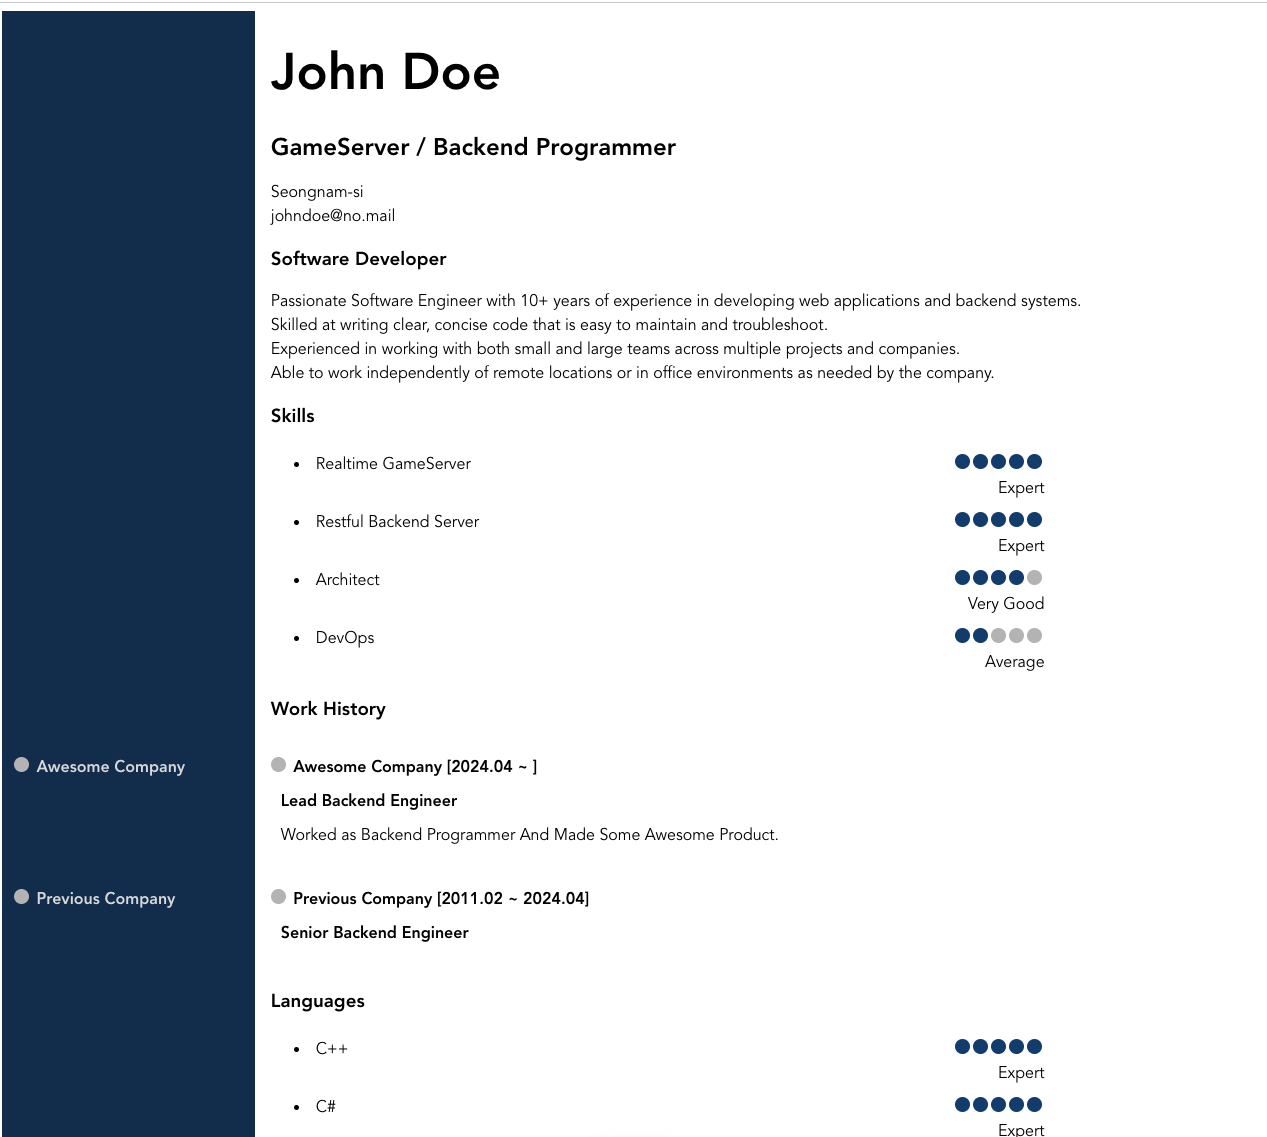 John Doe
GameServer / Backend Programmer
Seongnam-si
johndoe@no.mail
Software Developer
Passionate Software Engineer with 10+ years of experience in developing web applications and backend systems.
Skilled at writing clear, concise code that is easy to maintain and troubleshoot.
Experienced in working with both small and large teams across multiple projects and companies.
Able to work independently of remote locations or in office environments as needed by the company.
Skills
Realtime GameServer
Expert
Restful Backend Server
Expert
Architect
Very Good
DevOps
Average
Work History
Awesome Company
Awesome Company [2024.04 ~ ]
Lead Backend Engineer
Worked as Backend Programmer And Made Some Awesome Product.
Previous Company
Previous Company [2011.02 ~ 2024.04]
Senior Backend Engineer
Languages
C++
Expert
C#
Expert